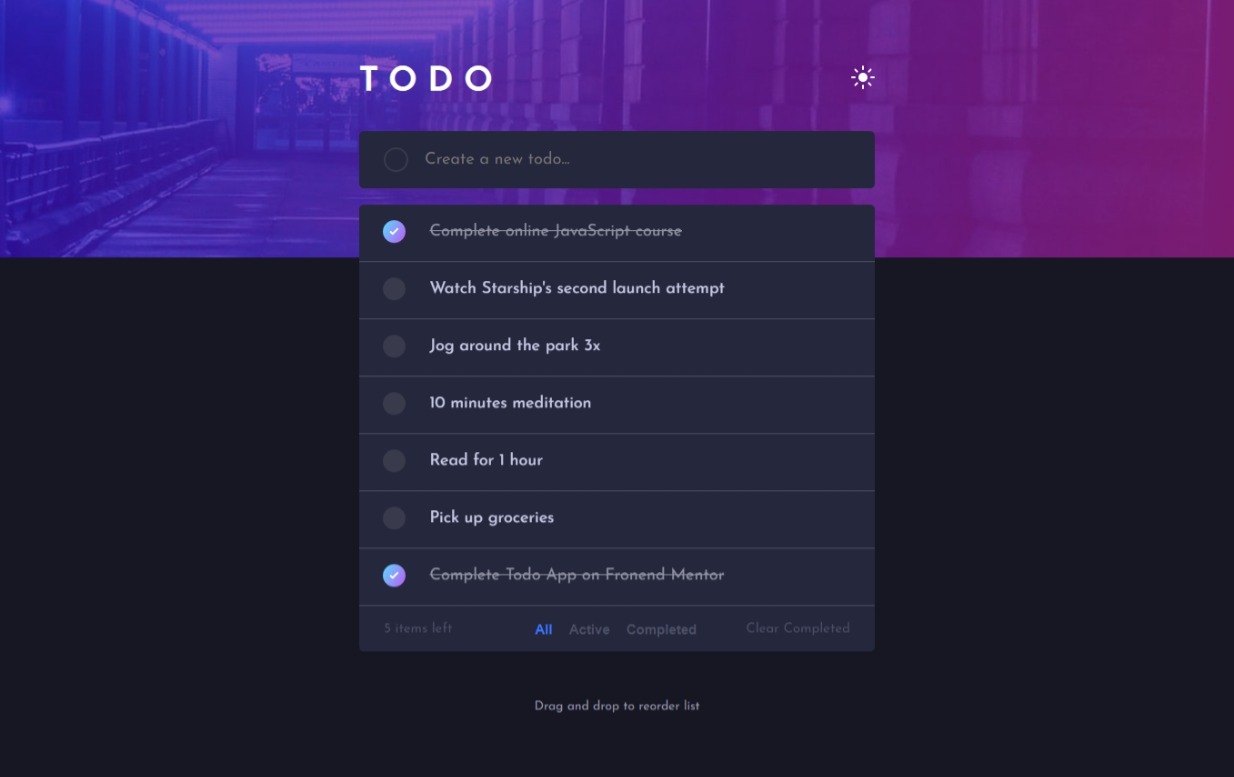 TODO
Create a new todo...
Complete online JavaScript course
Watch Starship's second launch attempt
Jog around the park 3x
10 minutes meditation
Read for 1 hour
Pick up groceries
Complete Todo App on Fronend Mentor
5 items left All Active Completed Clear Completed
Drag and drop to reorder list